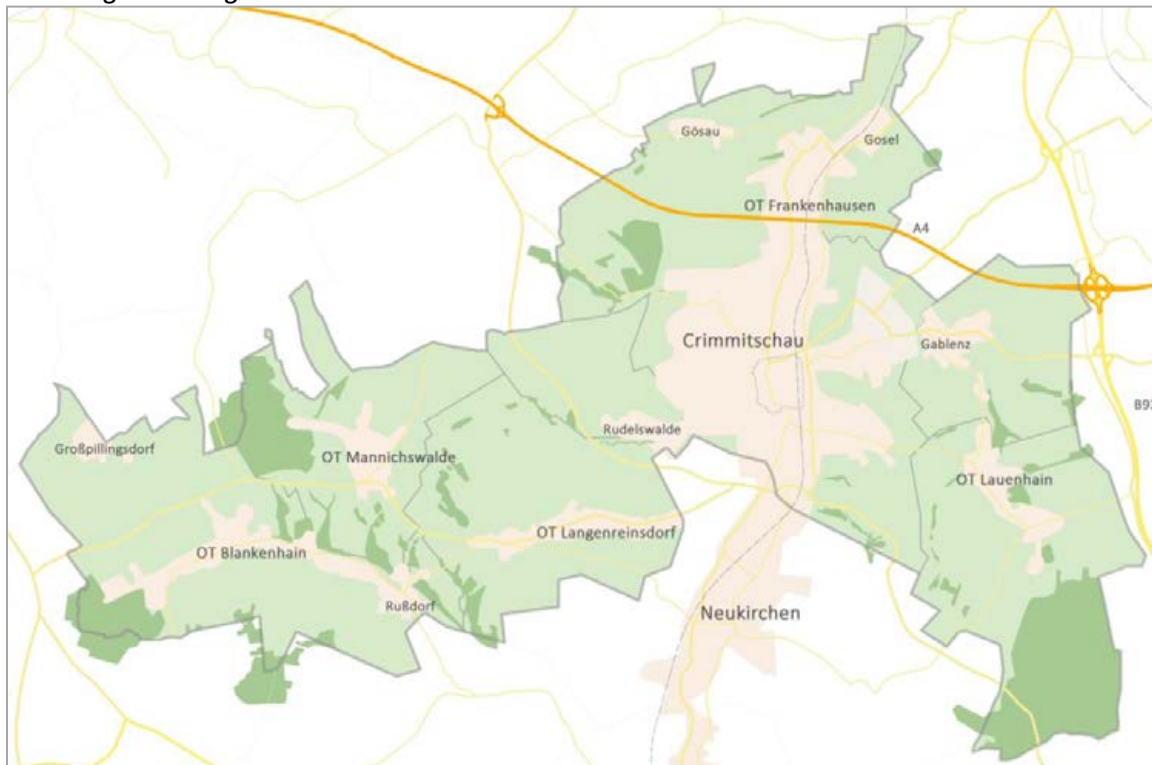 Gösau
Gosel
OT Frankenhausen
A4
Crimmitschau
Gablenz
B93
Rudelswalde
Großpillingsdorf
OT Mannichswalde
OT Lauenhain
OT Langenreinsdorf
OT Blankenhain
Rußdorf
Neukirchen